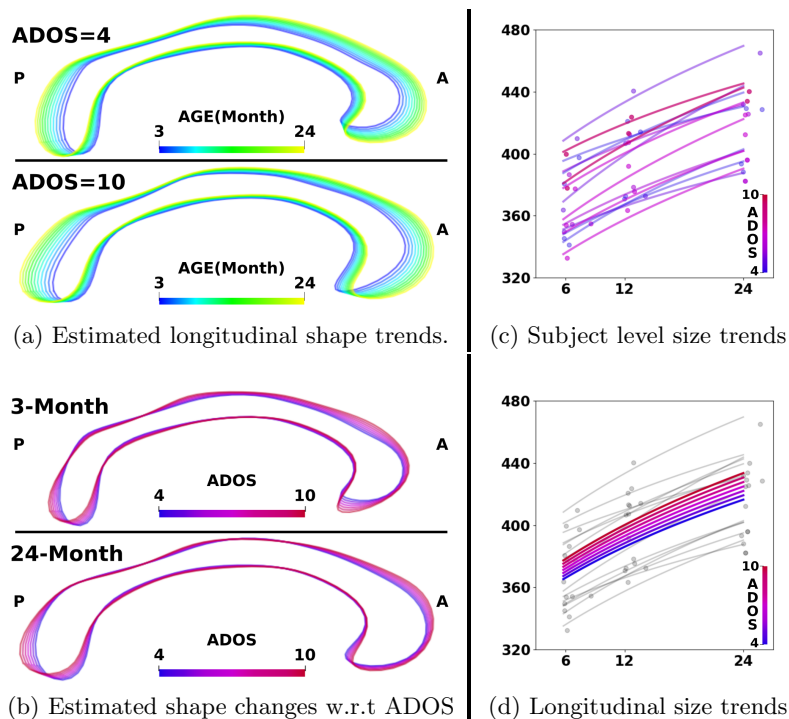 ADOS=4
P
A
AGE(Month)
3
24
ADOS=10
P
A
AGE(Month)
3
24
(a) Estimated longitudinal shape trends.
480
440
400
360
320
6
12
24
10
A
D
O
S
4
(c) Subject level size trends
3-Month
P
A
ADOS
4
10
24-Month
P
A
ADOS
4
10
(b) Estimated shape changes w.r.t ADOS
480
440
400
360
320
6
12
24
10
A
D
O
S
4
(d) Longitudinal size trends